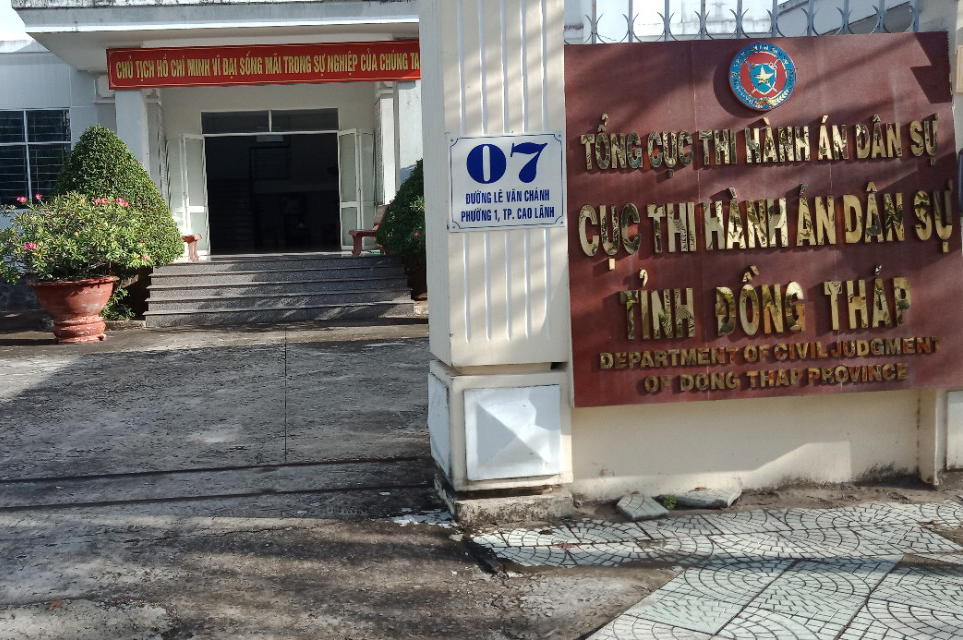 CHỦ TỊCH HỒ CHÍ MINH VĨ ĐẠI SỐNG MÃI TRONG SỰ NGHIỆP CỦA CHÚNG TA
07
ĐƯỜNG LÊ VĂN CHÁNH
PHƯỜNG 1, TP. CAO LÃNH
TỔNG CỤC THI HÀNH ÁN DÂN SỰ
CỤC THI HÀNH ÁN DÂN SỰ
TỈNH ĐỒNG THÁP
DEPARTMENT OF CIVIL JUDGMENT
OF DONG THAP PROVINCE